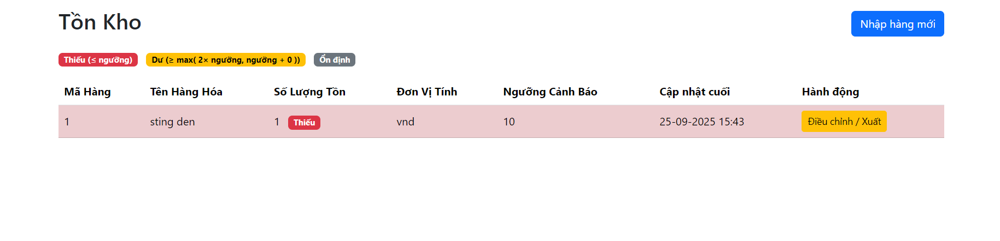 Tồn Kho
Nhập hàng mới
Thiếu (≤ ngưỡng) Dư (≥ max( 2× ngưỡng, ngưỡng + 0 )) Ổn định
Mã Hàng Tên Hàng Hóa Số Lượng Tồn Đơn Vị Tính Ngưỡng Cảnh Báo Cập nhật cuối Hành động
1 sting den 1 Thiếu vnd 10 25-09-2025 15:43 Điều chỉnh / Xuất